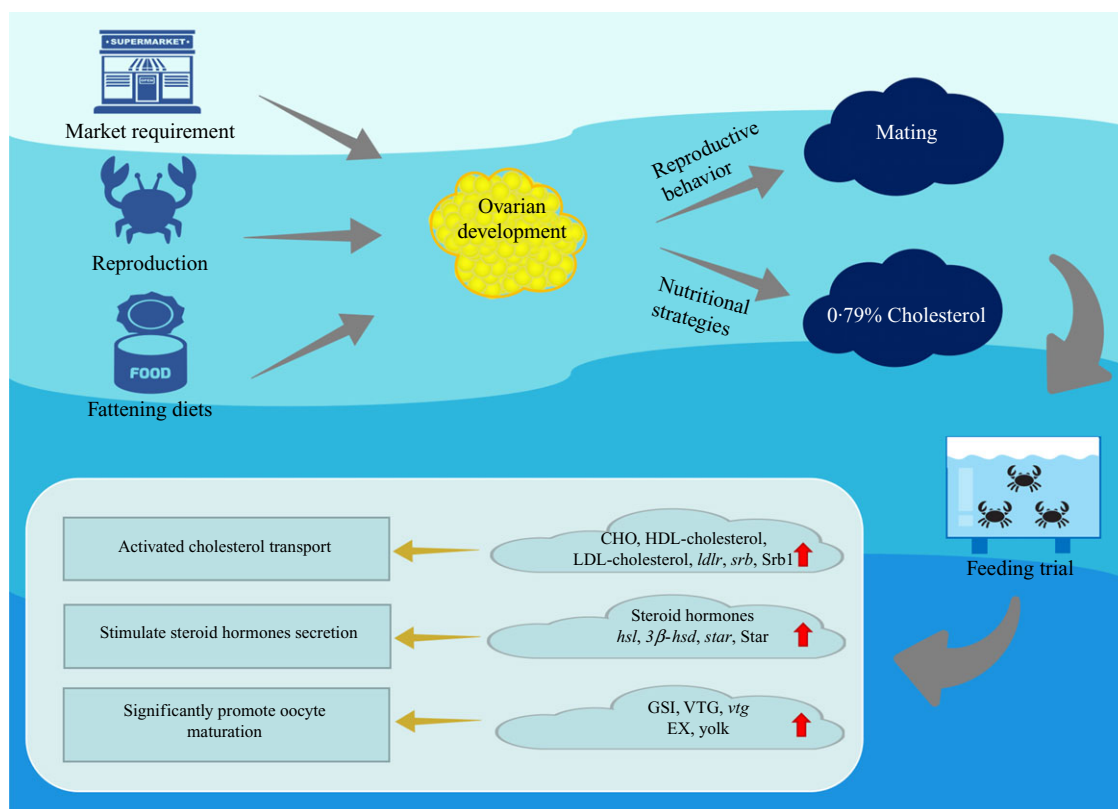 ·SUPERMARKET·
Market requirement
Reproduction
FOOD
Fattening diets
Ovarian
development
Reproductive
behavior
Nutritional
strategies
Mating
0·79% Cholesterol
Feeding trial
Activated cholesterol transport
CHO, HDL-cholesterol,
LDL-cholesterol, ldlr, srb, Srb1
Stimulate steroid hormones secretion
Steroid hormones
hsl, 3β-hsd, star, Star
Significantly promote oocyte
maturation
GSI, VTG, vtg
EX, yolk